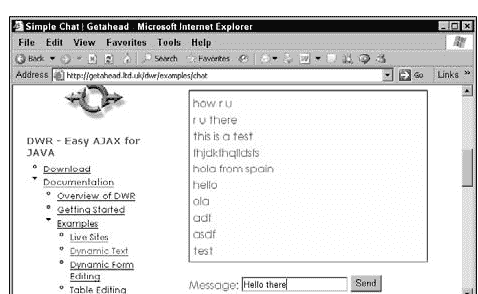 Simple Chat | Getahead - Microsoft Internet Explorer
File Edit View Favorites Tools Help
Back Search Favorites
Address http://getahead.ltd.uk/dwr/examples/chat Go Links »
DWR - Easy AJAX for
JAVA
Download
Documentation
Overview of DWR
Getting Started
Examples
Live Sites
Dynamic Text
Dynamic Form
Editing
Table Editing
how r u
r u there
this is a test
hola from spain
hello
ola
adf
asdf
test
Message: Hello there Send